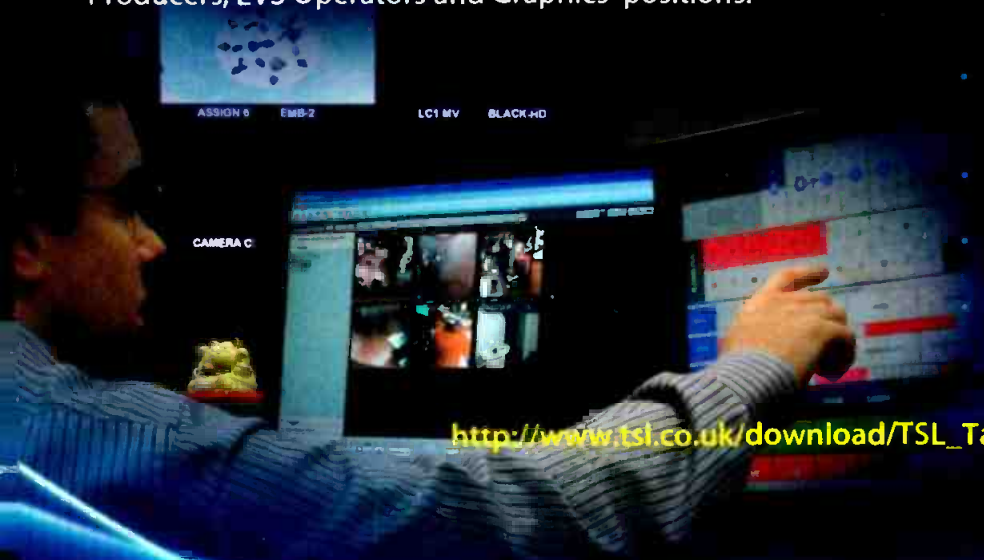 Producers, EVS Operators and Graphics' positions.
ASSIGN 6 EMB-2 LC1 MV BLACK-HD
CAMERA C
http://www.tsl.co.uk/download/TSL_Ta